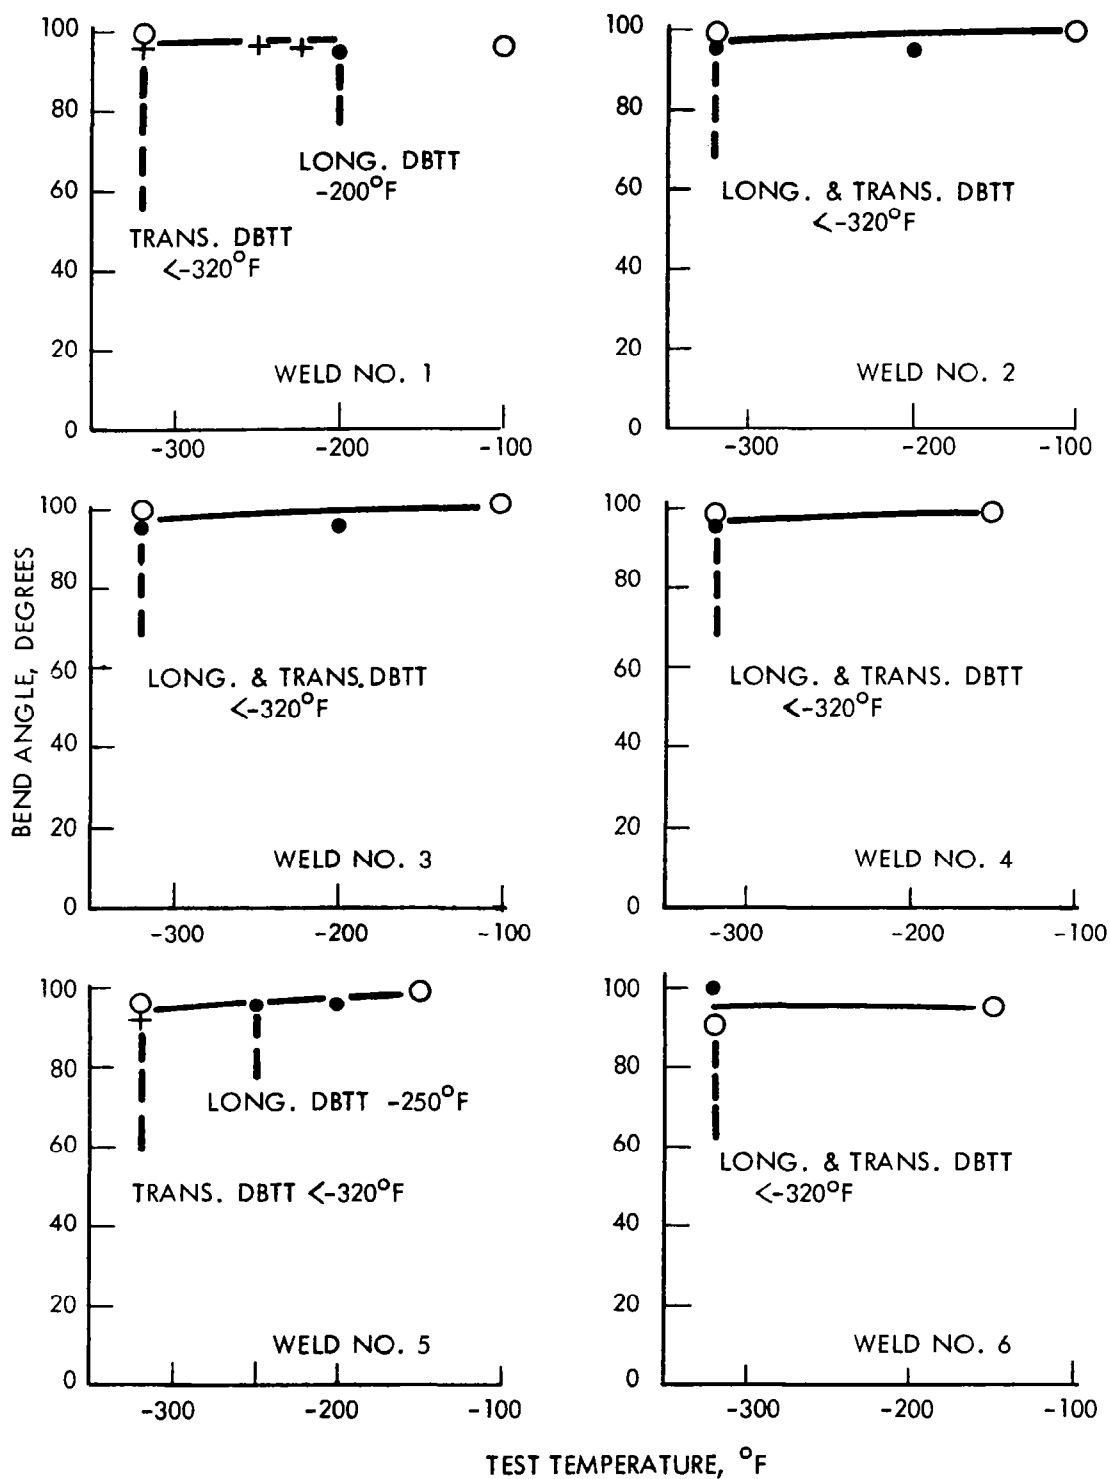 100
80
60
40
20
0
-300
-200
-100
LONG. DBTT
-200°F
TRANS. DBTT
<-320°F
WELD NO. 1
100
80
60
40
20
0
-300
-200
-100
LONG. & TRANS. DBTT
<-320°F
WELD NO. 2
BEND ANGLE, DEGREES
100
80
60
40
20
0
-300
-200
-100
LONG. & TRANS. DBTT
<-320°F
WELD NO. 3
100
80
60
40
20
0
-300
-200
-100
LONG. & TRANS. DBTT
<-320°F
WELD NO. 4
100
80
60
40
20
0
-300
-200
-100
LONG. DBTT -250°F
TRANS. DBTT <-320°F
WELD NO. 5
100
80
60
40
20
0
-300
-200
-100
LONG. & TRANS. DBTT
<-320°F
WELD NO. 6
TEST TEMPERATURE, °F